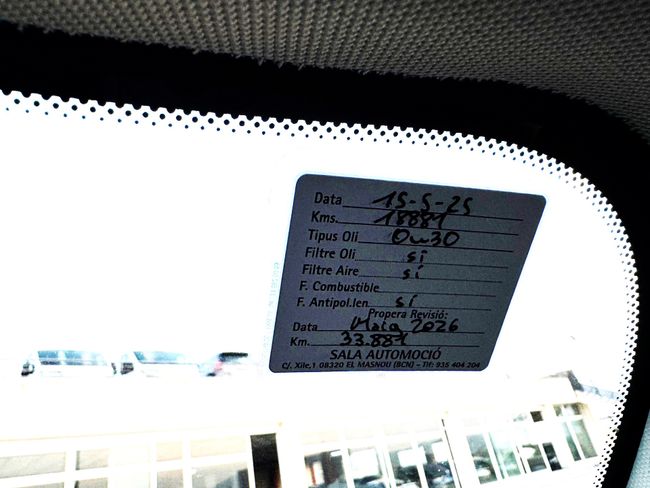 Data 15-5-25
Kms. 18881
Tipus Oli 0w30
Filtre Oli sí
Filtre Aire sí
F. Combustible
F. Antipol.len sí
Propera Revisió:
Data Maig 2026
Km. 33.881
SALA AUTOMOCIÓ
C/. Xile,1 08320 EL MASNOU (BCN) - Tlf: 935 404 204